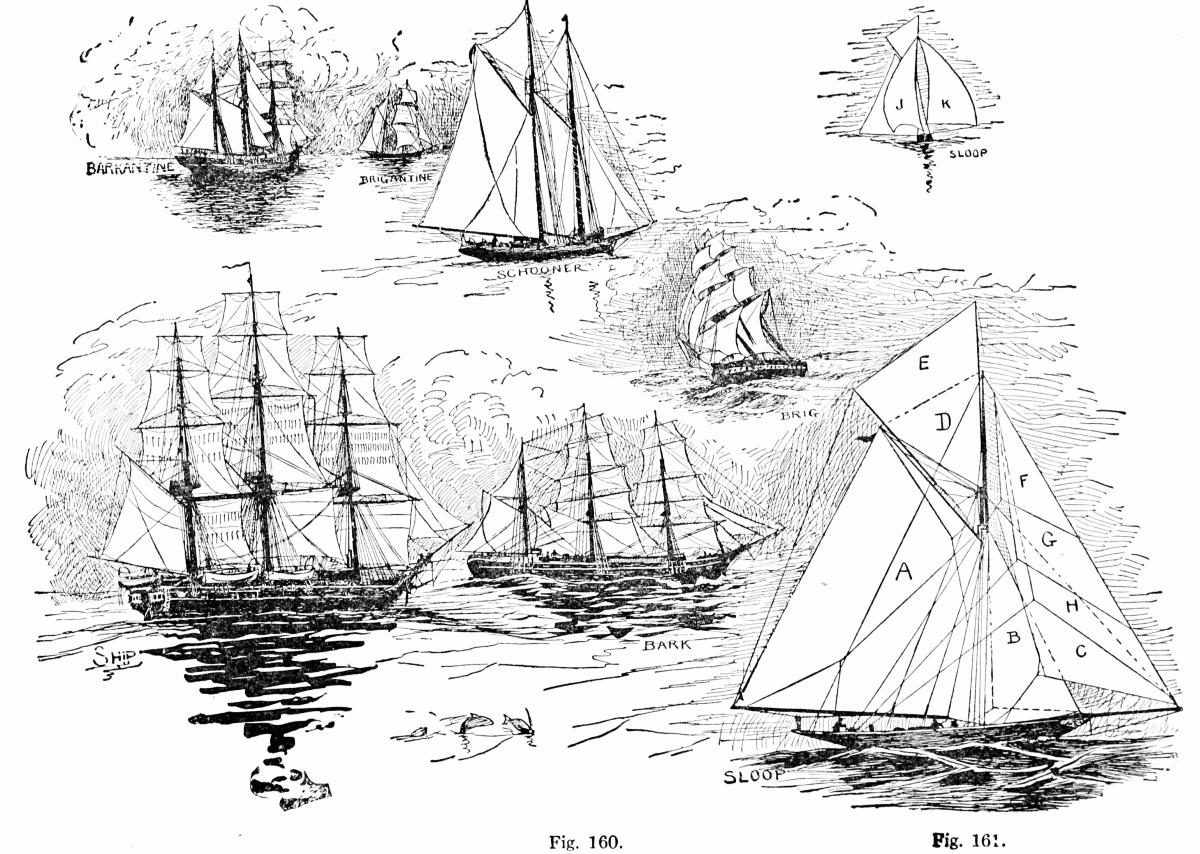 BARKANTINE
BRIGANTINE
SCHOONER
J K
SLOOP
BRIG
E
D
F
G
A
H
B
C
SHIP
BARK
SLOOP
Fig. 160.
Fig. 161.